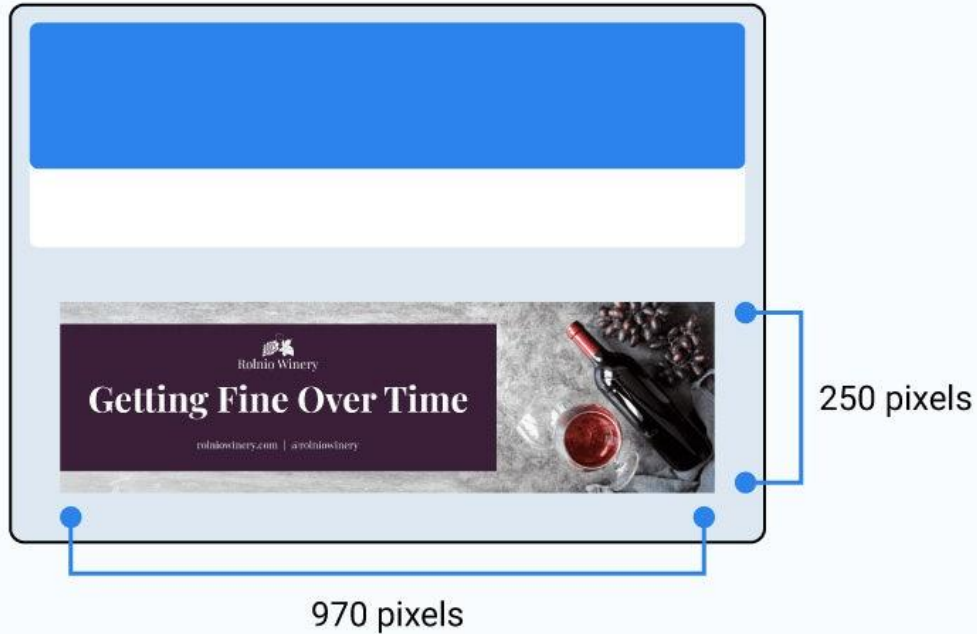 Rolnio Winery
Getting Fine Over Time
rolniowinery.com | @rolniowinery
250 pixels
970 pixels